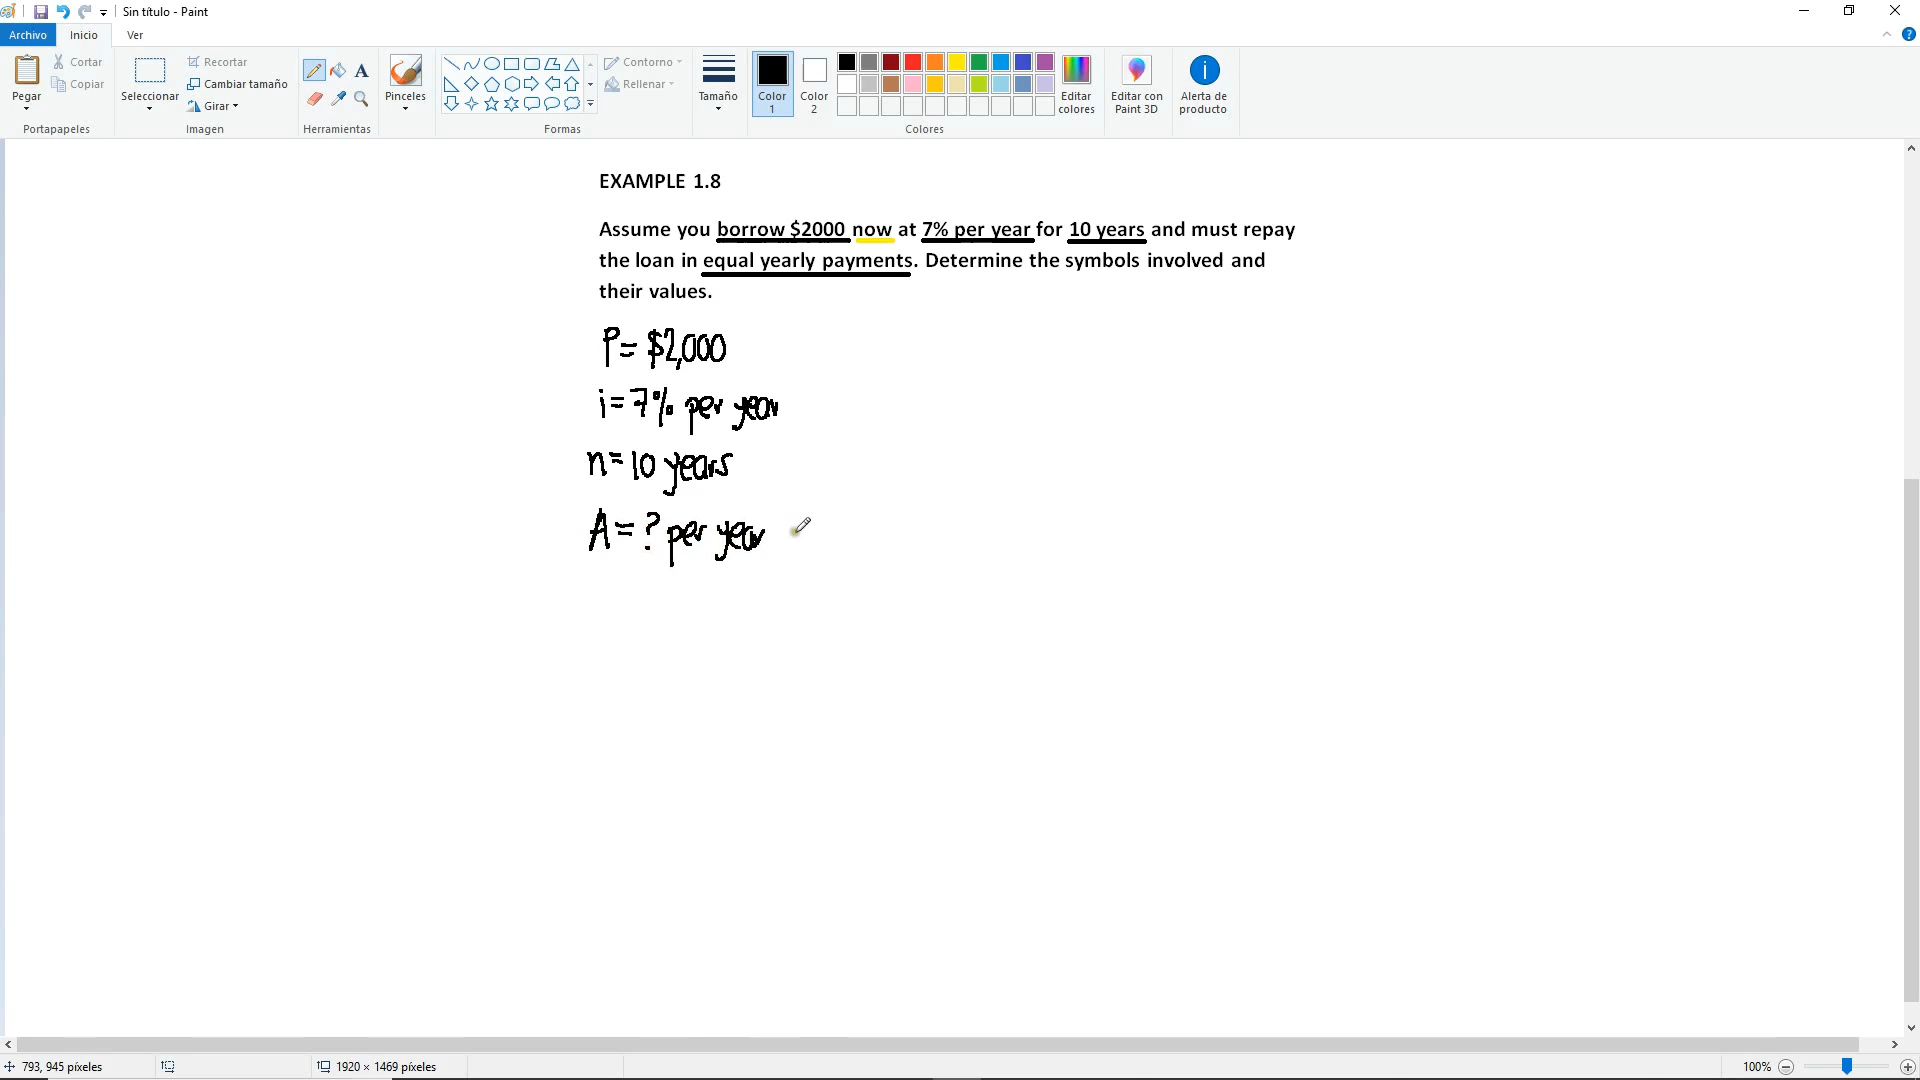 Sin título - Paint
Archivo Inicio Ver
Pegar
Cortar
Copiar
Portapapeles
Seleccionar
Recortar
Cambiar tamaño
Girar
Imagen
A
Herramientas
Pinceles
Contorno
Rellenar
Formas
Tamaño
Color 1
Color 2
Editar colores
Colores
Editar con Paint 3D
Alerta de producto
EXAMPLE 1.8
Assume you borrow $2000 now at 7% per year for 10 years and must repay
the loan in equal yearly payments. Determine the symbols involved and
their values.
P= $2,000
i=7% per year
n=10 years
A=? per year
793, 945 píxeles
1920 × 1469 píxeles
100%